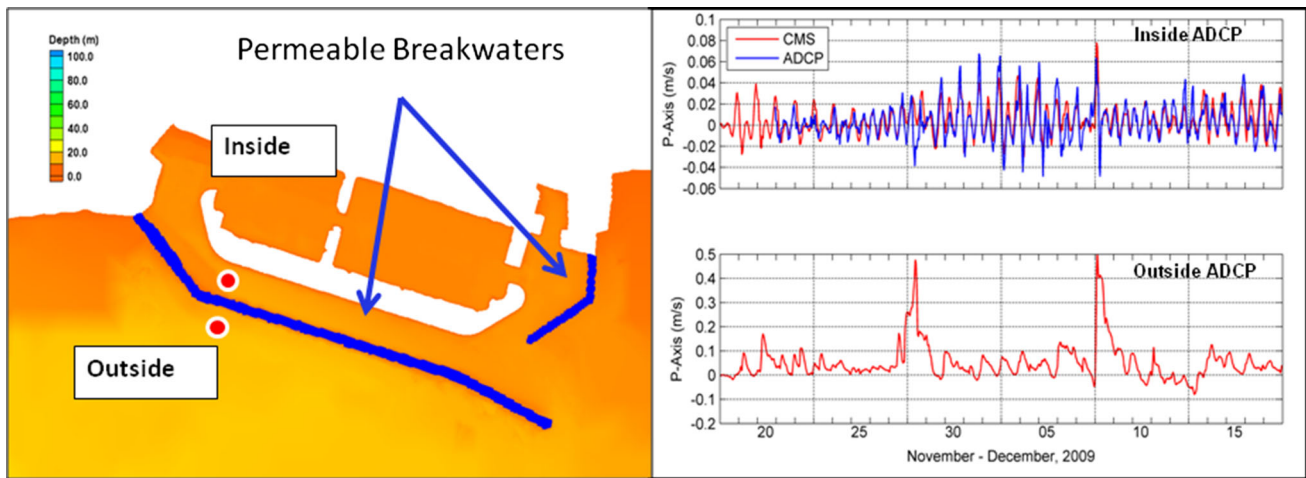 Permeable Breakwaters
Depth (m)
100.0
80.0
60.0
40.0
20.0
0.0
Inside
Outside
Inside ADCP
CMS
ADCP
P-Axis (m/s)
0.1
0.08
0.06
0.04
0.02
0
-0.02
-0.04
0.06
Outside ADCP
P-Axis (m/s)
0.5
0.4
0.3
0.2
0.1
0
-0.1
-0.2
20 25 30 05 10 15
November - December, 2009